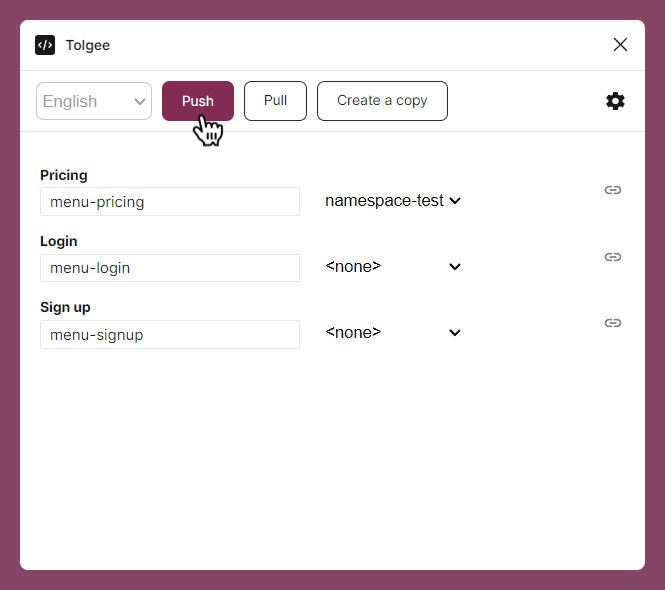 Tolgee
English
Push
Pull
Create a copy
Pricing
menu-pricing
namespace-test
Login
menu-login
<none>
Sign up
menu-signup
<none>